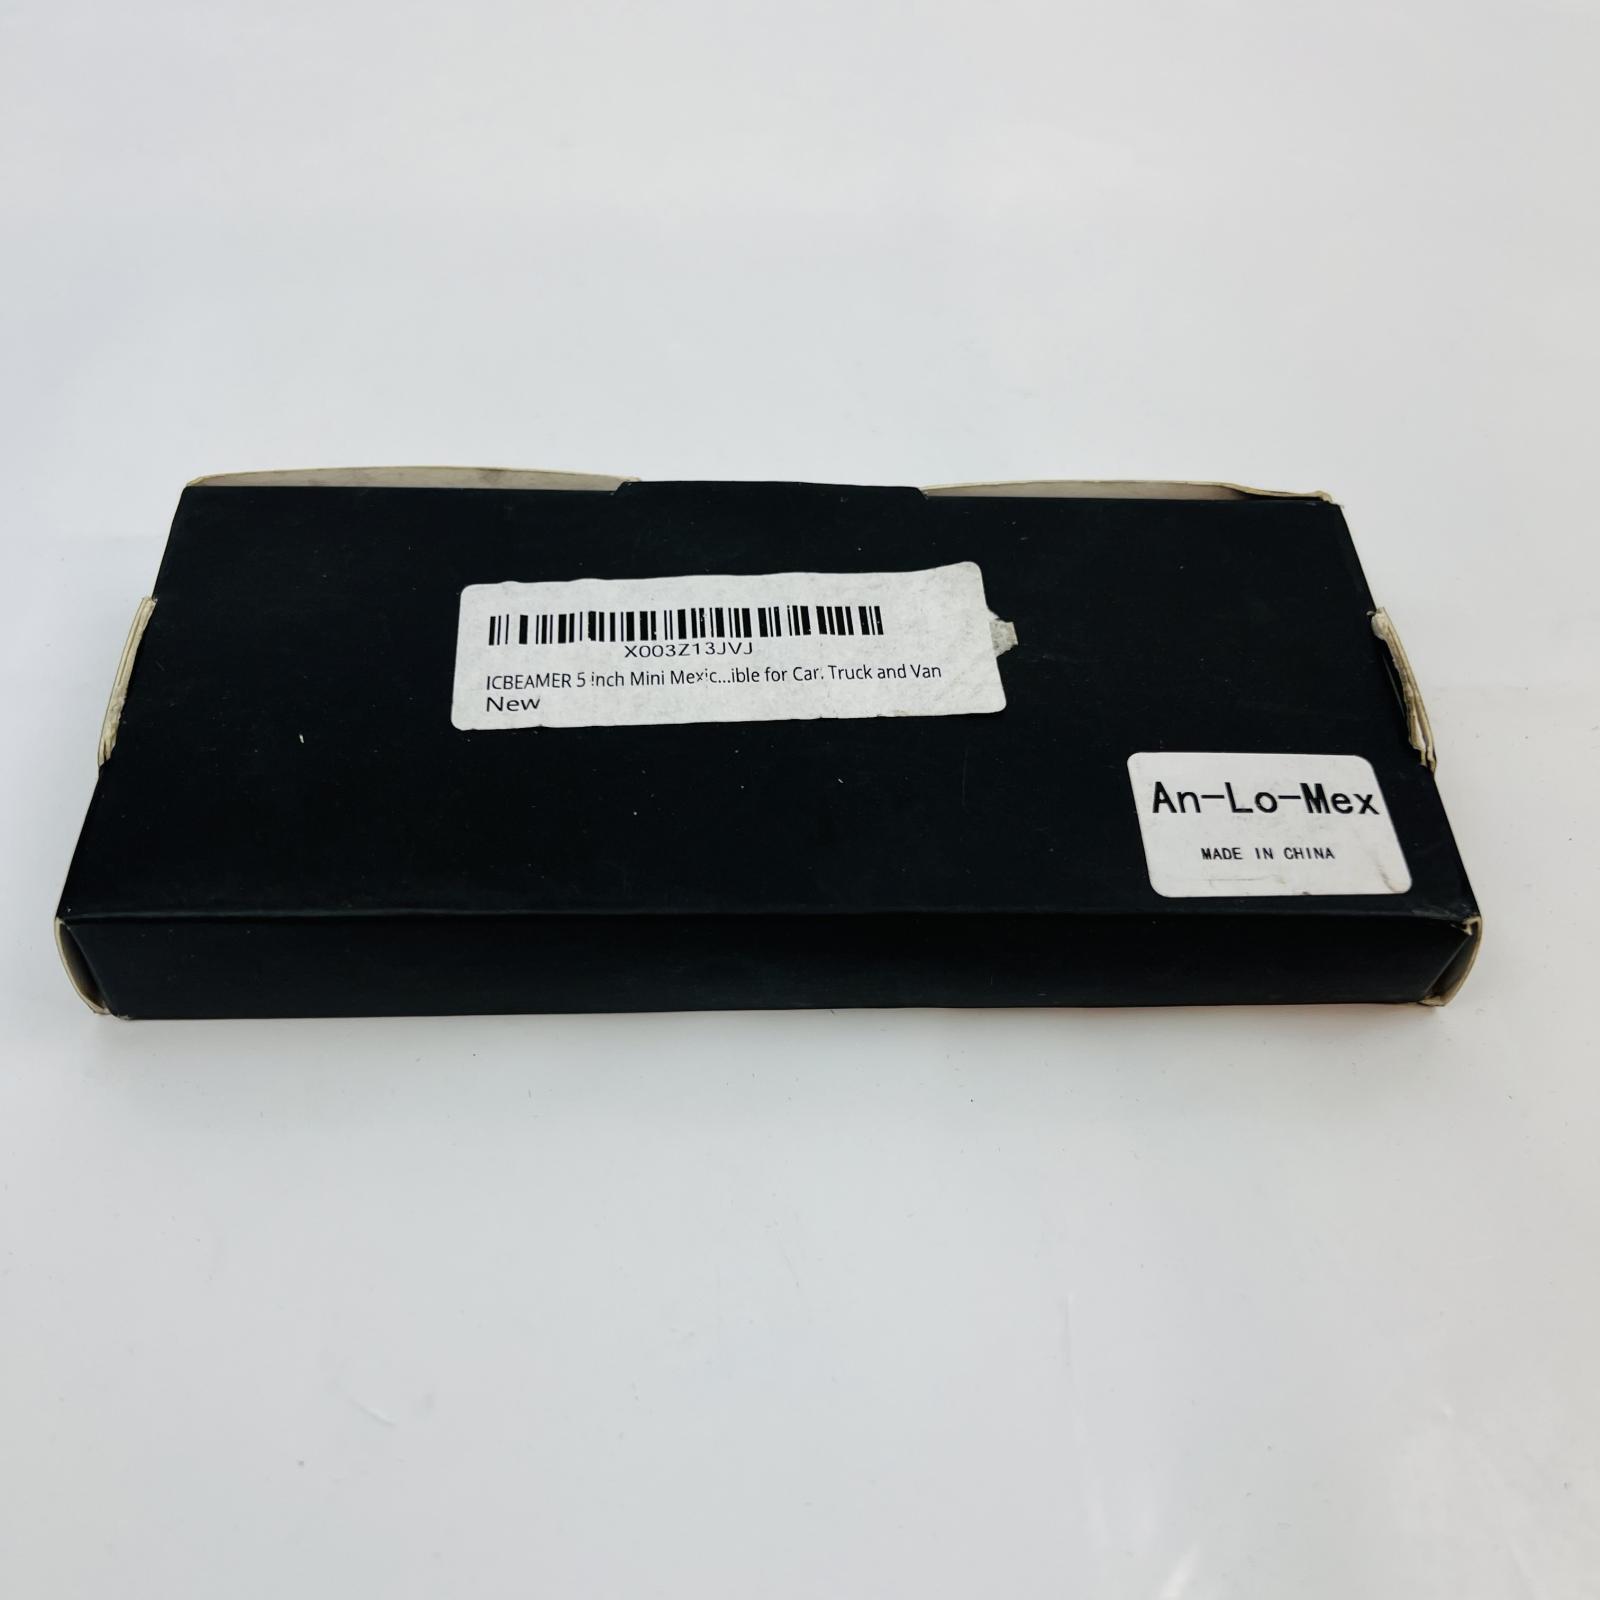 X003Z13JVJ
ICBEAMER 5 inch Mini Mexic...ible for Car, Truck and Van
New
An-Lo-Mex
MADE IN CHINA